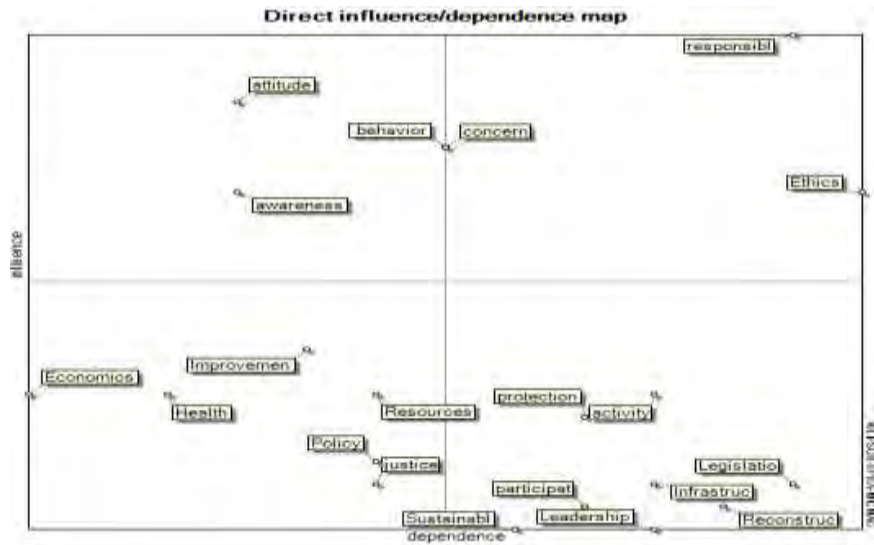 Direct influence/dependence map
responsibl
attitude
behavior
concern
Ethics
awareness
influence
Improvemen
Economics
Health
Resources
protection
activity
Policy
justice
Legislatio
participat
Infrastruc
Sustainabl
Leadership
Reconstruc
dependence